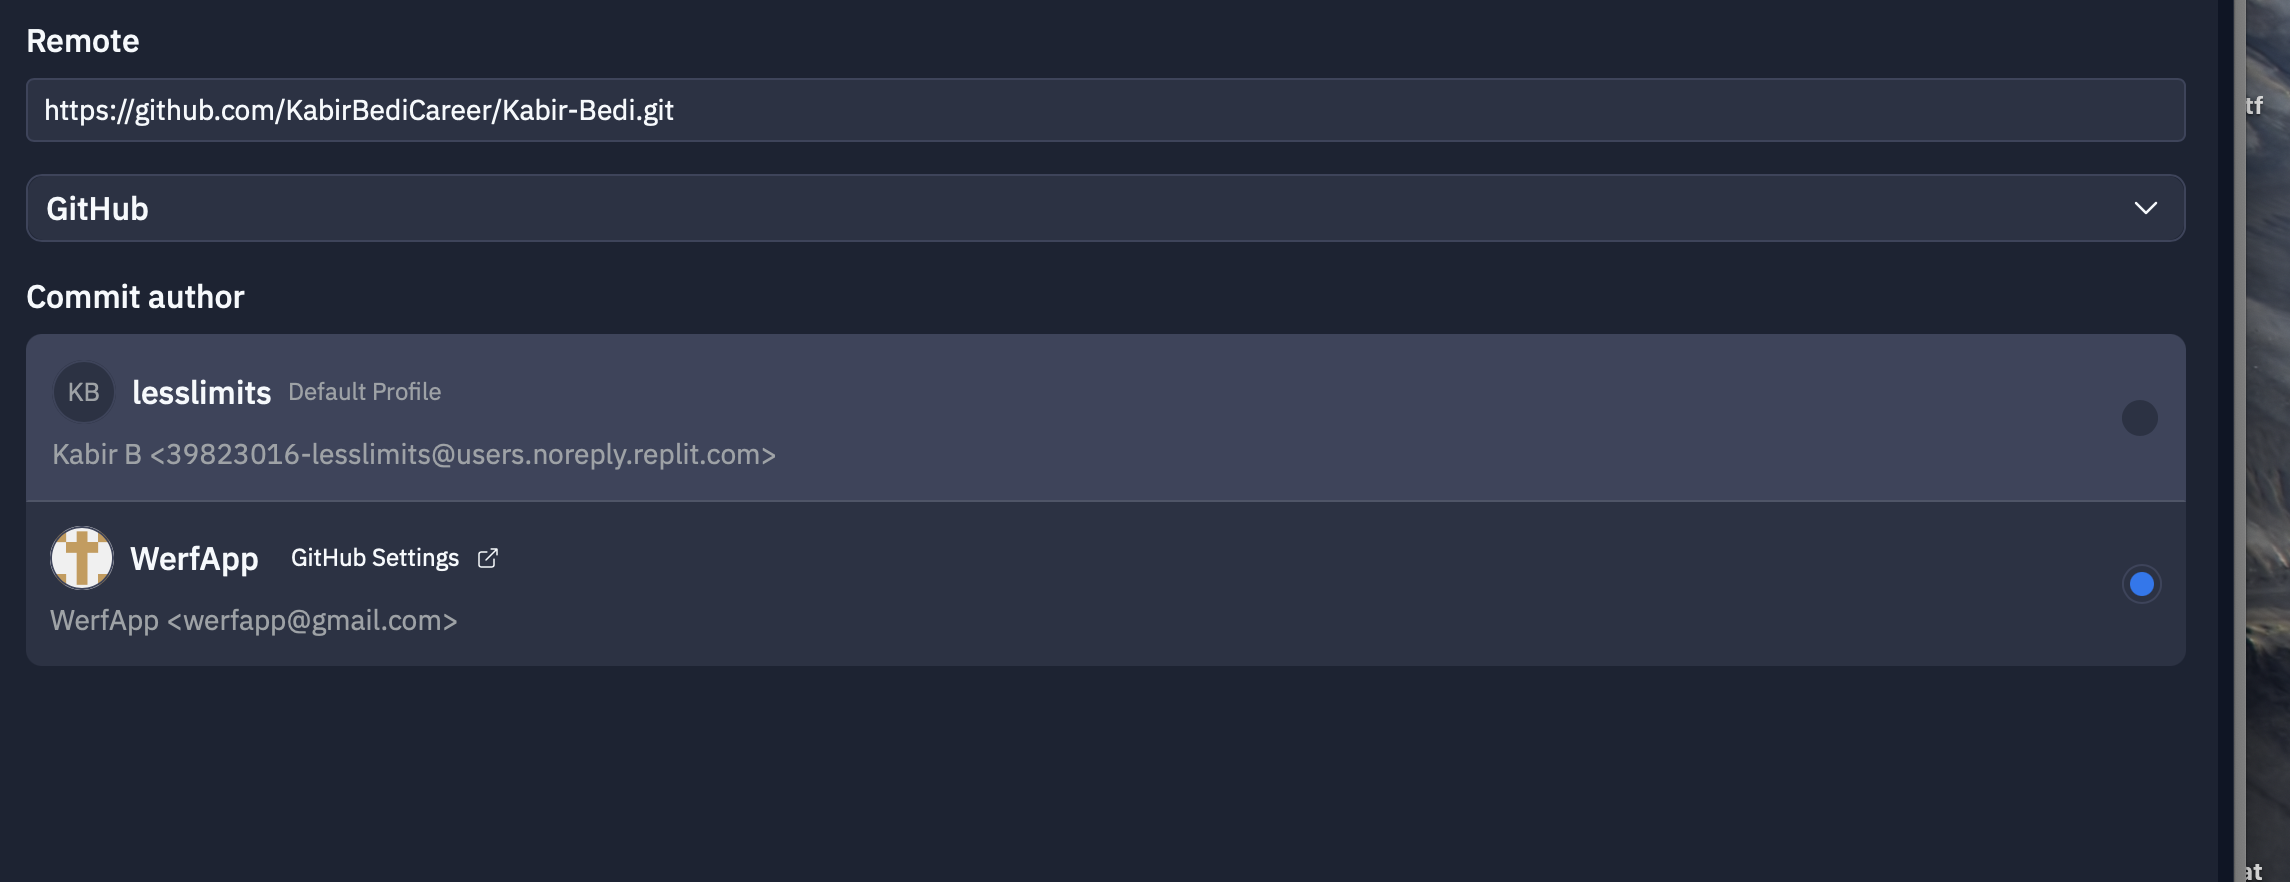 Remote
https://github.com/KabirBediCareer/Kabir-Bedi.git
GitHub
Commit author
KB lesslimits Default Profile
Kabir B <39823016-lesslimits@users.noreply.replit.com>
WerfApp GitHub Settings
WerfApp <werfapp@gmail.com>
tf
at